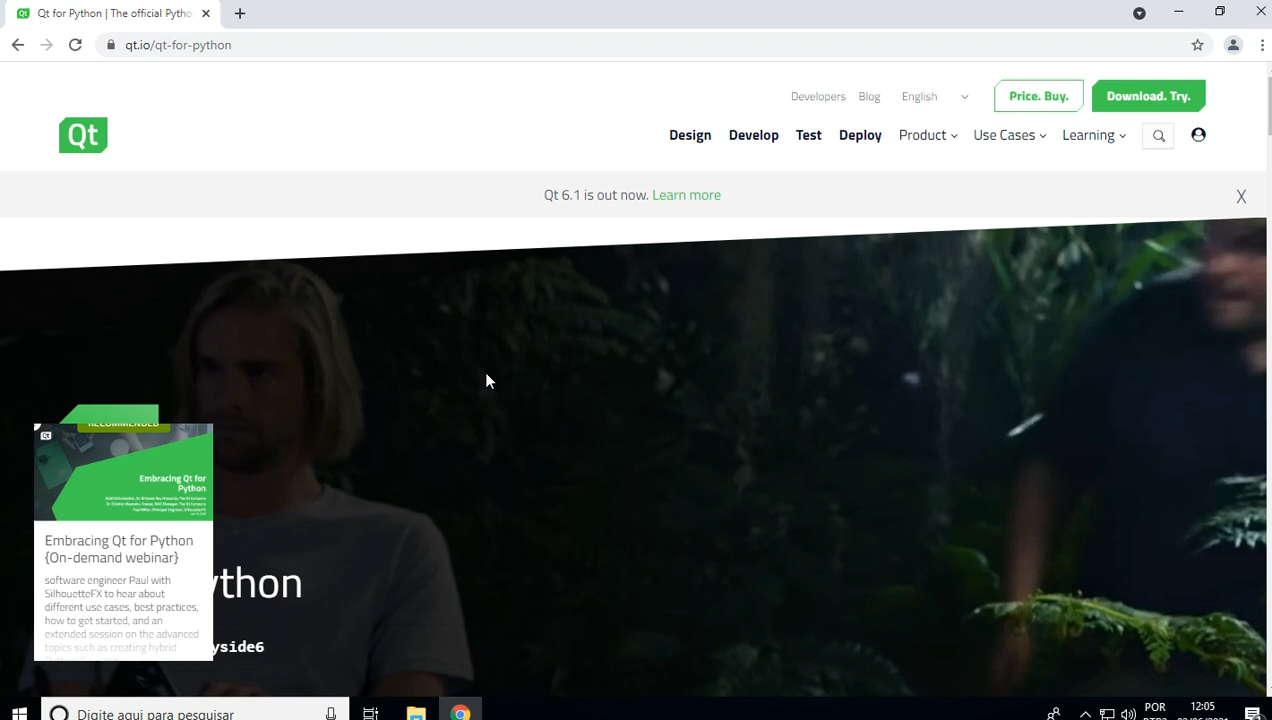 Qt for Python | The official Pytho
qt.io/qt-for-python
Developers Blog English Price. Buy. Download. Try.
Qt
Design Develop Test Deploy Product Use Cases Learning
Qt 6.1 is out now. Learn more X
RECOMMENDED
Qt
Embracing Qt for
Python
Embracing Qt for Python
{On-demand webinar}
software engineer Paul with
SilhouetteFX to hear about
different use cases, best practices,
how to get started, and an
extended session on the advanced
topics such as creating hybrid
ython
yside6
Digite aqui para pesquisar
POR
12:05